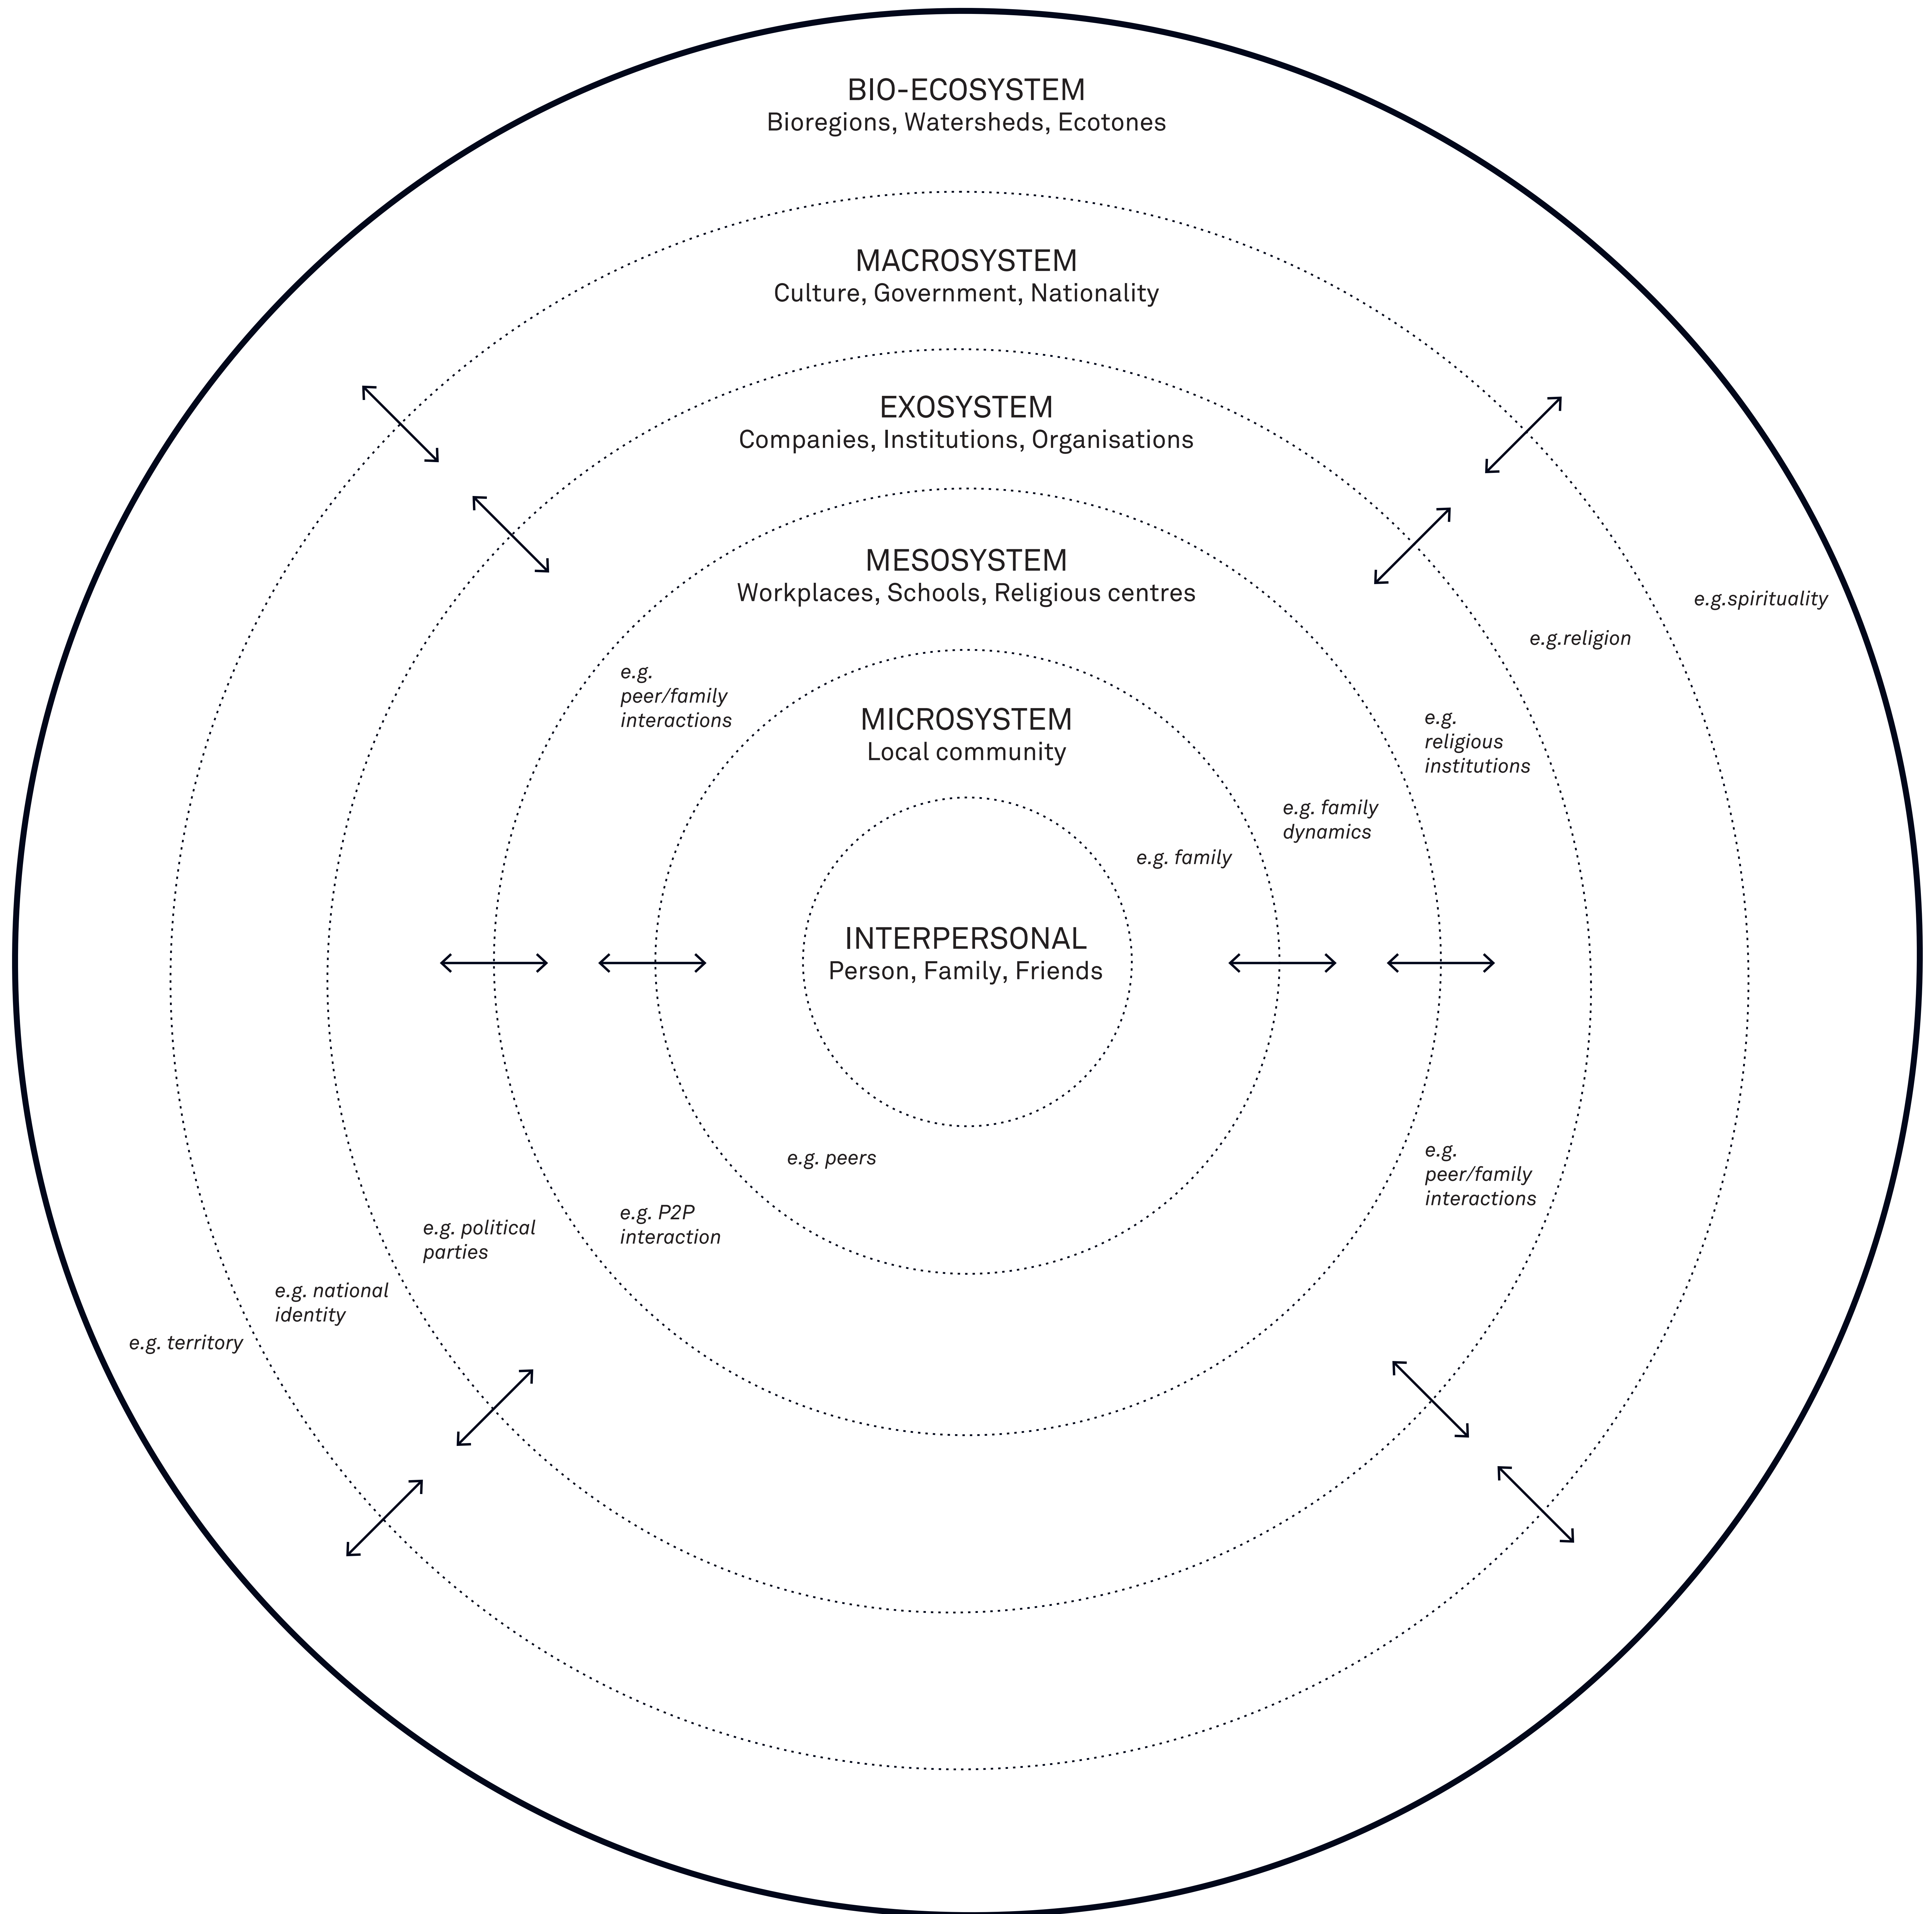 BIO-ECOSYSTEM
Bioregions, Watersheds, Ecotones
MACROSYSTEM
Culture, Government, Nationality
EXOSYSTEM
Companies, Institutions, Organisations
MESOSYSTEM
Workplaces, Schools, Religious centres
e.g.spirituality
e.g.religion
e.g.
peer/family
interactions
MICROSYSTEM
Local community
e.g.
religious
institutions
e.g. family
dynamics
e.g. family
INTERPERSONAL
Person, Family, Friends
e.g. peers
e.g.
peer/family
interactions
e.g. P2P
interaction
e.g. political
parties
e.g. national
identity
e.g. territory